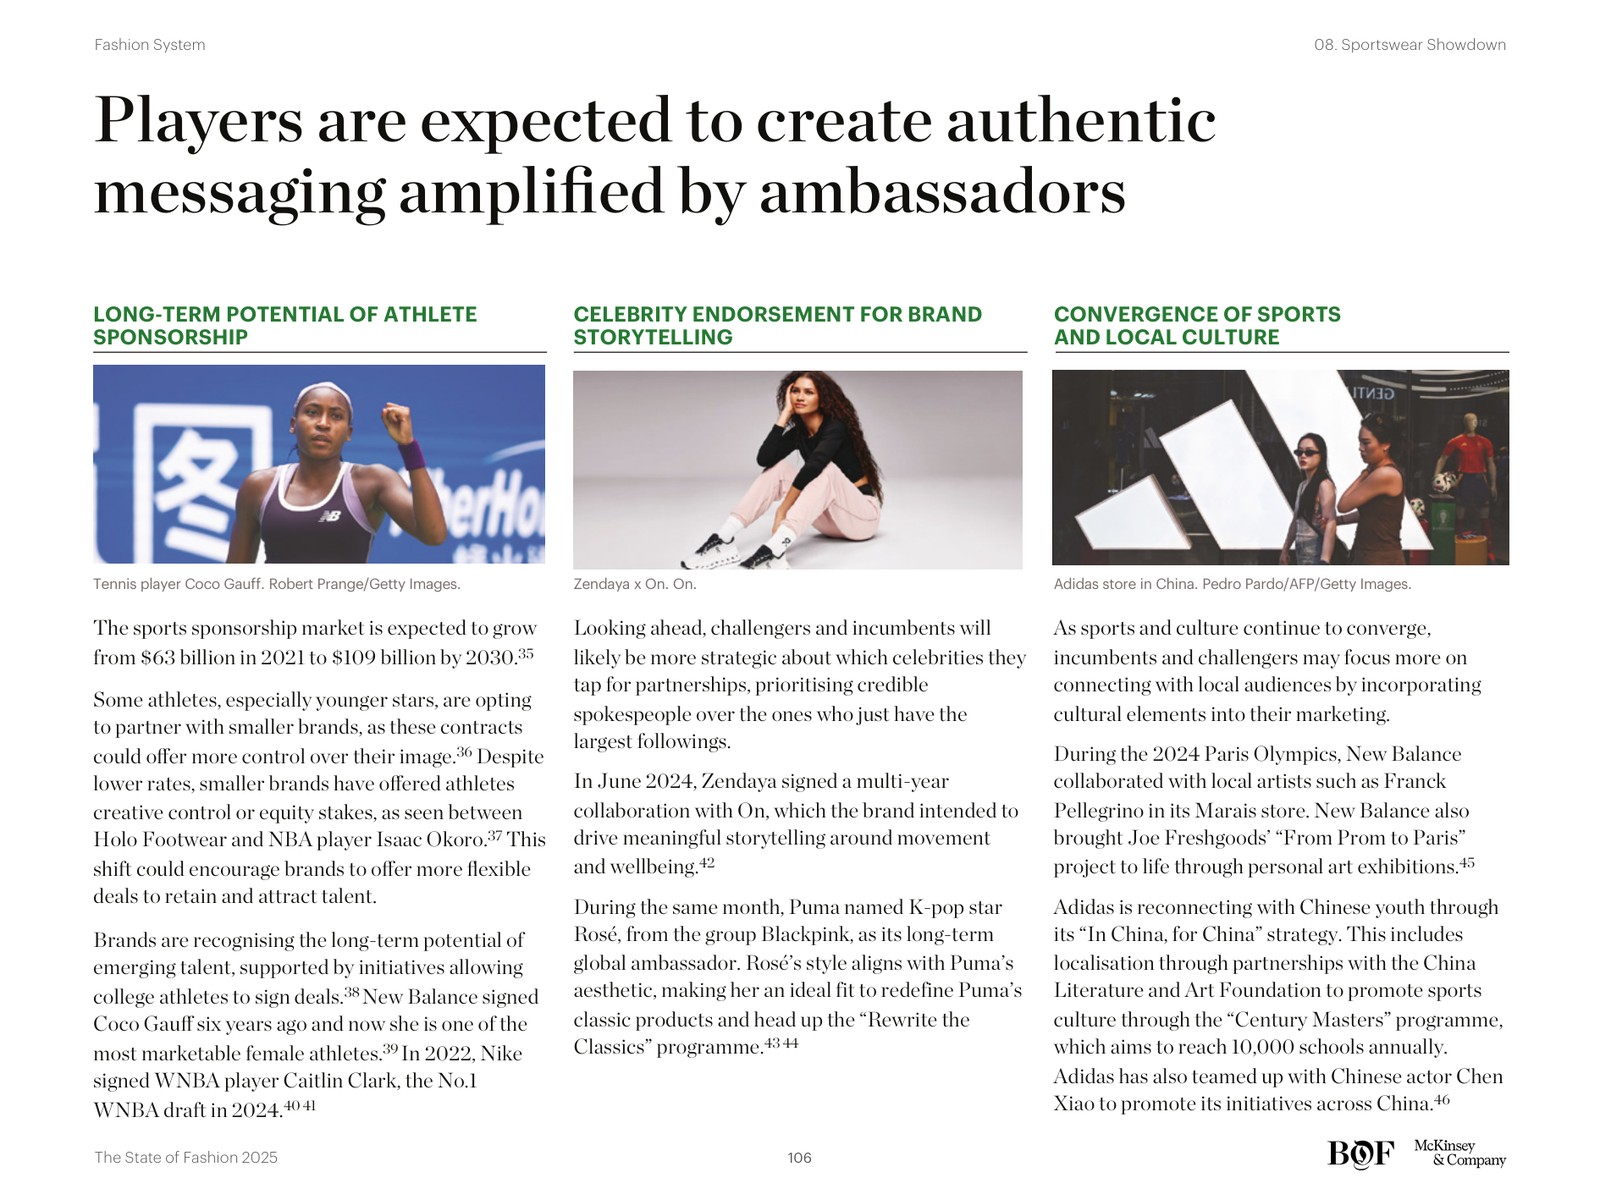 Fashion System
08. Sportswear Showdown
Players are expected to create authentic
messaging amplified by ambassadors
LONG-TERM POTENTIAL OF ATHLETE
SPONSORSHIP
冬
NB
Tennis player Coco Gauff. Robert Prange/Getty Images.
The sports sponsorship market is expected to grow
from $63 billion in 2021 to $109 billion by 2030.35
Some athletes, especially younger stars, are opting
to partner with smaller brands, as these contracts
could offer more control over their image.36 Despite
lower rates, smaller brands have offered athletes
creative control or equity stakes, as seen between
Holo Footwear and NBA player Isaac Okoro.37 This
shift could encourage brands to offer more flexible
deals to retain and attract talent.
Brands are recognising the long-term potential of
emerging talent, supported by initiatives allowing
college athletes to sign deals.38 New Balance signed
Coco Gauff six years ago and now she is one of the
most marketable female athletes.39 In 2022, Nike
signed WNBA player Caitlin Clark, the No.1
WNBA draft in 2024.40 41
CELEBRITY ENDORSEMENT FOR BRAND
STORYTELLING
Zendaya x On. On.
Looking ahead, challengers and incumbents will
likely be more strategic about which celebrities they
tap for partnerships, prioritising credible
spokespeople over the ones who just have the
largest followings.
In June 2024, Zendaya signed a multi-year
collaboration with On, which the brand intended to
drive meaningful storytelling around movement
and wellbeing.42
During the same month, Puma named K-pop star
Rosé, from the group Blackpink, as its long-term
global ambassador. Rosé’s style aligns with Puma’s
aesthetic, making her an ideal fit to redefine Puma’s
classic products and head up the “Rewrite the
Classics” programme.43 44
CONVERGENCE OF SPORTS
AND LOCAL CULTURE
Adidas store in China. Pedro Pardo/AFP/Getty Images.
As sports and culture continue to converge,
incumbents and challengers may focus more on
connecting with local audiences by incorporating
cultural elements into their marketing.
During the 2024 Paris Olympics, New Balance
collaborated with local artists such as Franck
Pellegrino in its Marais store. New Balance also
brought Joe Freshgoods’ “From Prom to Paris”
project to life through personal art exhibitions.45
Adidas is reconnecting with Chinese youth through
its “In China, for China” strategy. This includes
localisation through partnerships with the China
Literature and Art Foundation to promote sports
culture through the “Century Masters” programme,
which aims to reach 10,000 schools annually.
Adidas has also teamed up with Chinese actor Chen
Xiao to promote its initiatives across China.46
The State of Fashion 2025
106
BOF
McKinsey
& Company